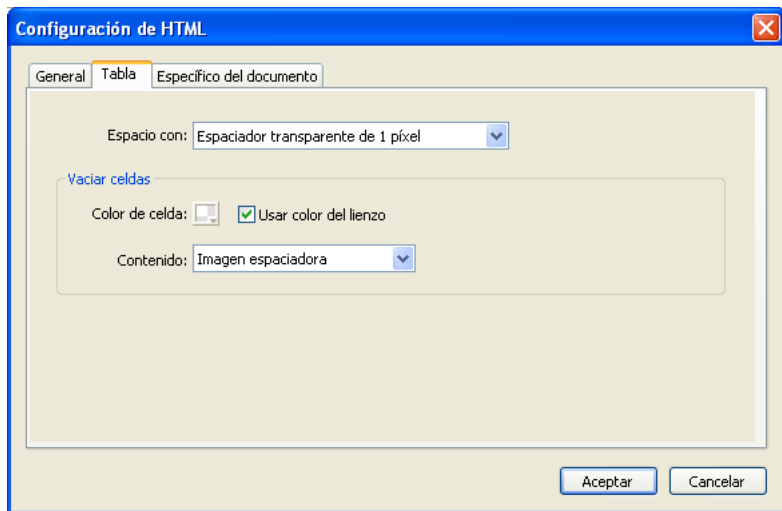 Configuración de HTML
General Tabla Específico del documento
Espacio con: Espaciador transparente de 1 píxel
Vaciar celdas
Color de celda: Usar color del lienzo
Contenido: Imagen espaciadora
Aceptar Cancelar